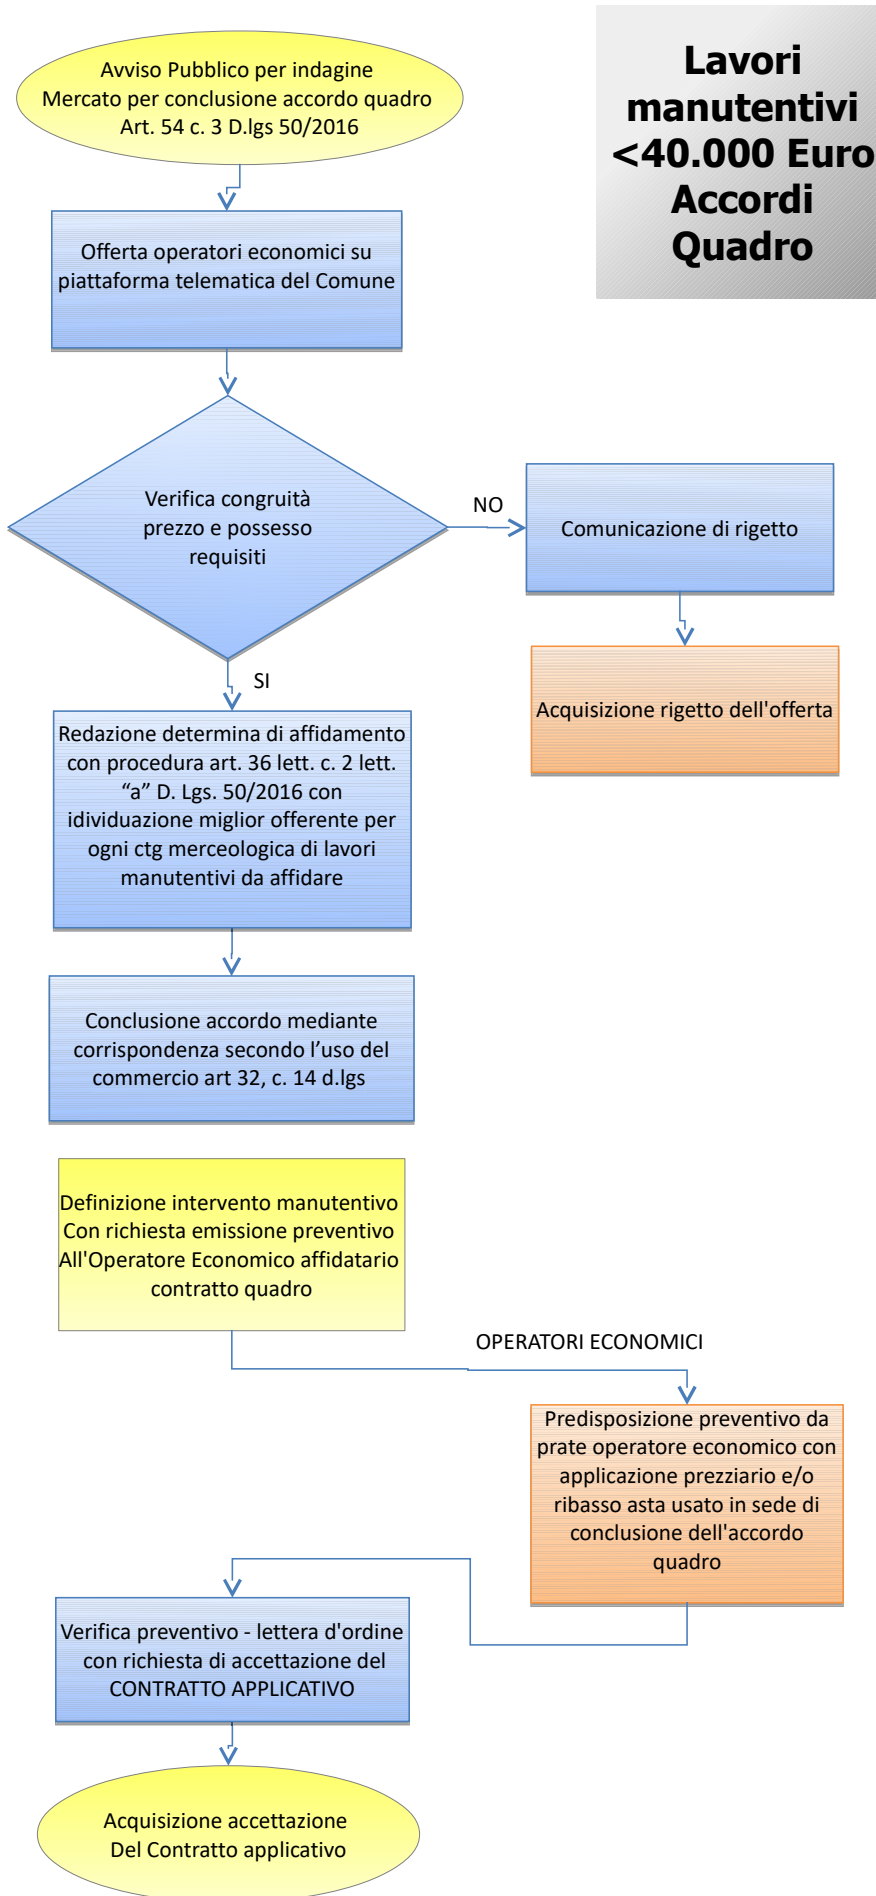 Avviso Pubblico per indagine
Mercato per conclusione accordo quadro
Art. 54 c. 3 D.lgs 50/2016
Lavori
manutentivi
<40.000 Euro
Accordi
Quadro
Offerta operatori economici su
piattaforma telematica del Comune
Verifica congruità
prezzo e possesso
requisiti
NO
Comunicazione di rigetto
Acquisizione rigetto dell'offerta
SI
Redazione determina di affidamento
con procedura art. 36 lett. c. 2 lett.
“a” D. Lgs. 50/2016 con
idividuazione miglior offerente per
ogni ctg merceologica di lavori
manutentivi da affidare
Conclusione accordo mediante
corrispondenza secondo l’uso del
commercio art 32, c. 14 d.lgs
Definizione intervento manutentivo
Con richiesta emissione preventivo
All'Operatore Economico affidatario
contratto quadro
OPERATORI ECONOMICI
Predisposizione preventivo da
prate operatore economico con
applicazione prezziario e/o
ribasso asta usato in sede di
conclusione dell'accordo
quadro
Verifica preventivo - lettera d'ordine
con richiesta di accettazione del
CONTRATTO APPLICATIVO
Acquisizione accettazione
Del Contratto applicativo